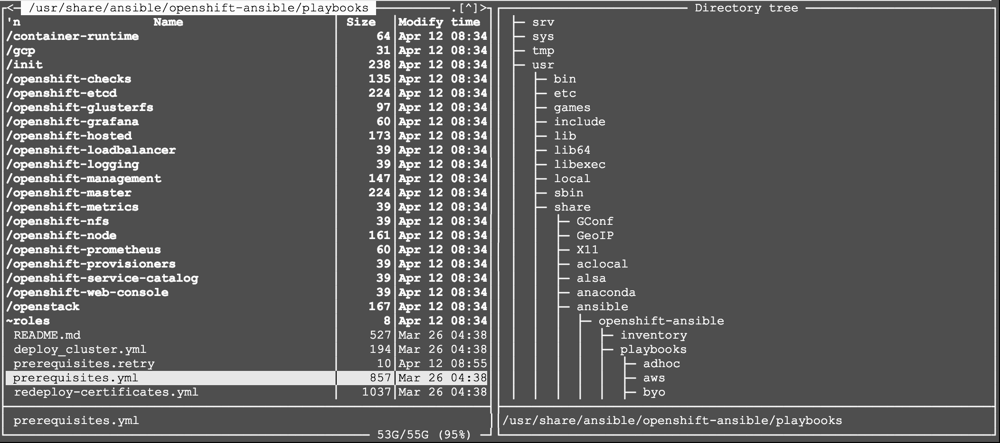 <─ /usr/share/ansible/openshift-ansible/playbooks .[^]>
'n Name Size Modify time
/container-runtime 64 Apr 12 08:34
/gcp 31 Apr 12 08:34
/init 238 Apr 12 08:34
/openshift-checks 135 Apr 12 08:34
/openshift-etcd 224 Apr 12 08:34
/openshift-glusterfs 97 Apr 12 08:34
/openshift-grafana 60 Apr 12 08:34
/openshift-hosted 173 Apr 12 08:34
/openshift-loadbalancer 39 Apr 12 08:34
/openshift-logging 39 Apr 12 08:34
/openshift-management 147 Apr 12 08:34
/openshift-master 224 Apr 12 08:34
/openshift-metrics 39 Apr 12 08:34
/openshift-nfs 39 Apr 12 08:34
/openshift-node 161 Apr 12 08:34
/openshift-prometheus 60 Apr 12 08:34
/openshift-provisioners 39 Apr 12 08:34
/openshift-service-catalog 39 Apr 12 08:34
/openshift-web-console 39 Apr 12 08:34
/openstack 167 Apr 12 08:34
~roles 8 Apr 12 08:34
README.md 527 Mar 26 04:38
deploy_cluster.yml 194 Mar 26 04:38
prerequisites.retry 10 Apr 12 08:55
prerequisites.yml 857 Mar 26 04:38
redeploy-certificates.yml 1037 Mar 26 04:38
prerequisites.yml
53G/55G (95%)
Directory tree
srv
sys
tmp
usr
bin
etc
games
include
lib
lib64
libexec
local
sbin
share
GConf
GeoIP
X11
aclocal
alsa
anaconda
ansible
openshift-ansible
inventory
playbooks
adhoc
aws
byo
/usr/share/ansible/openshift-ansible/playbooks